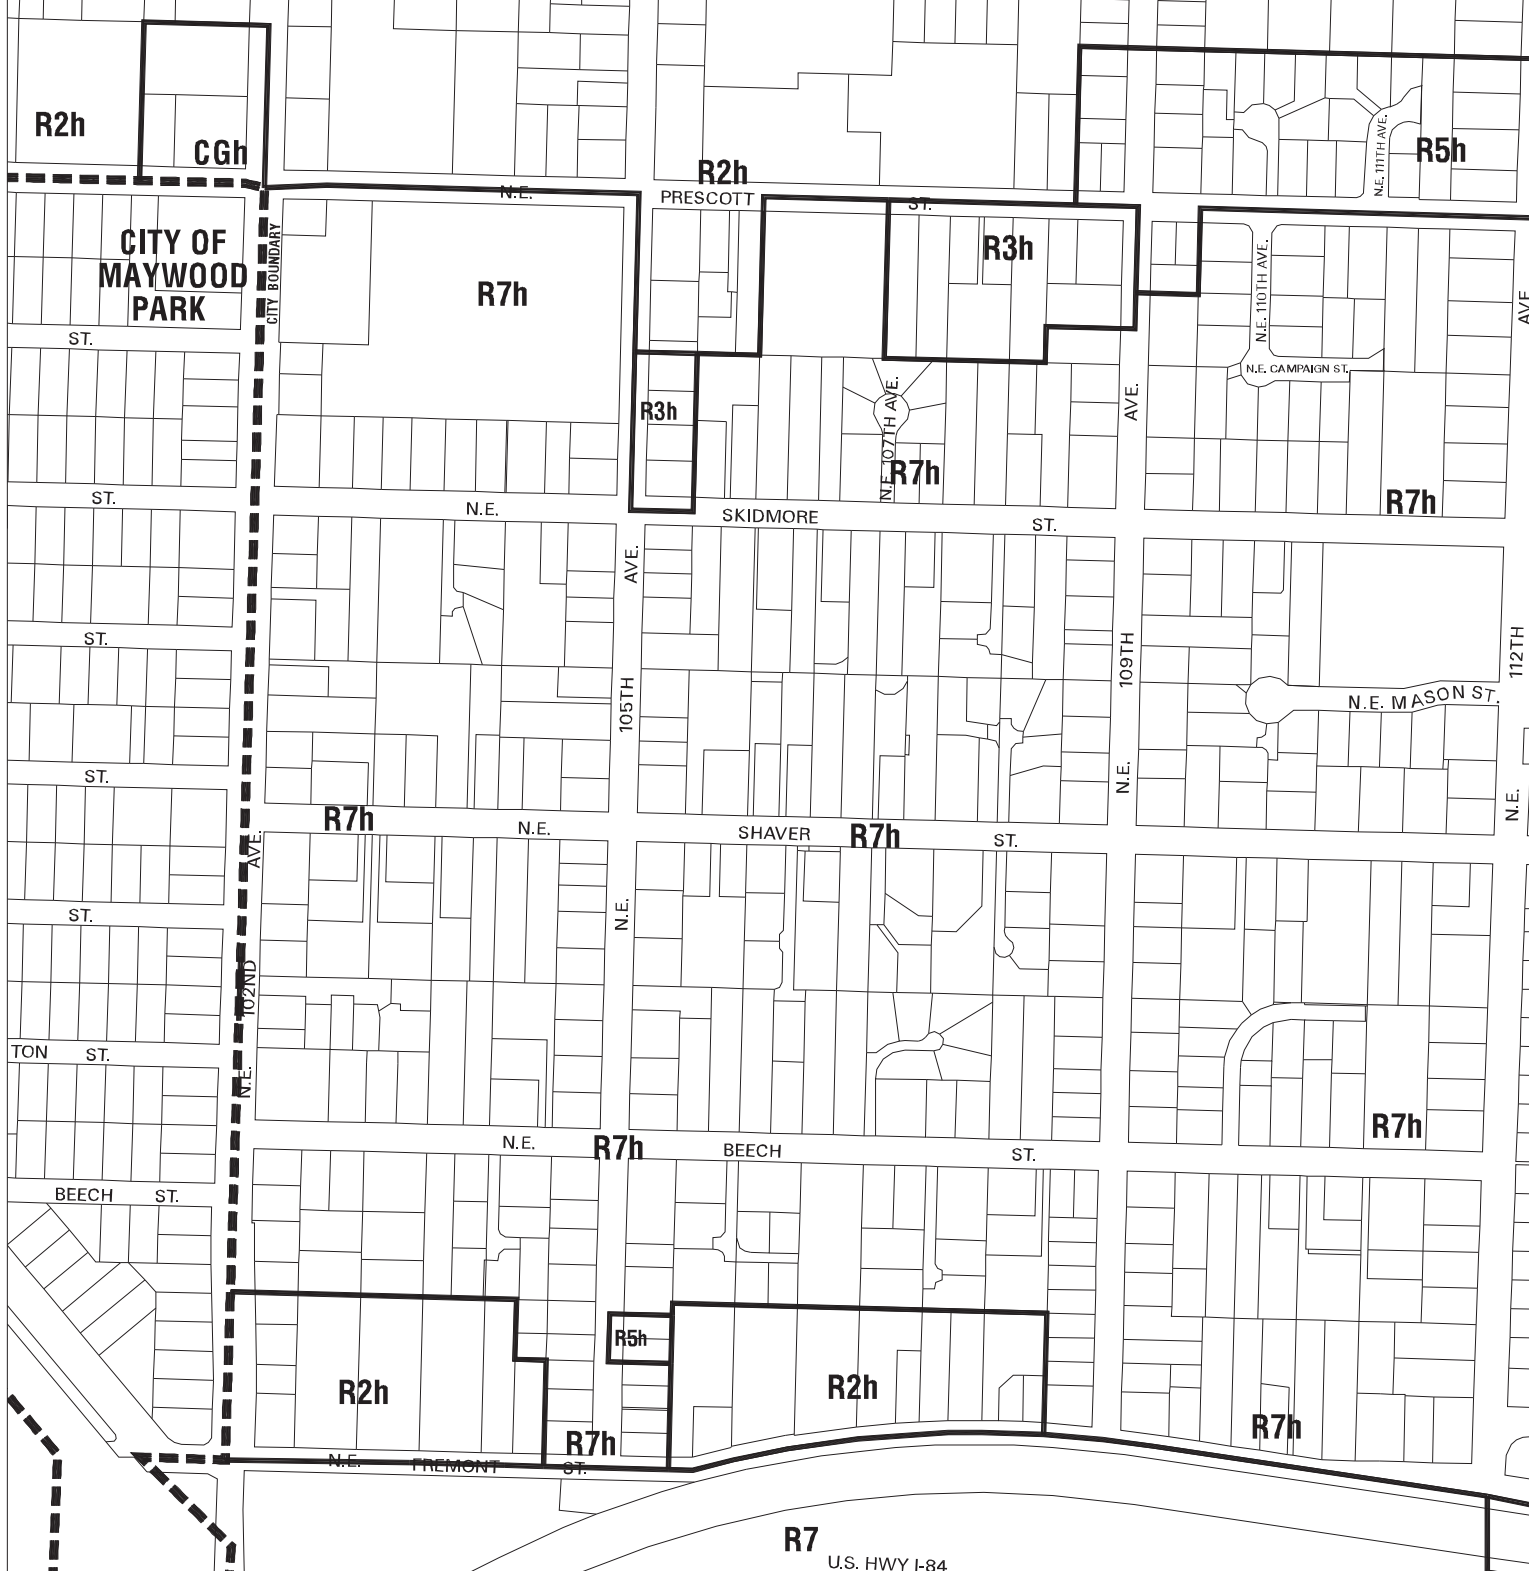 R2h
CGh
R2h
R5h
N.E. 111TH AVE.
N.E.
PRESCOTT
ST.
CITY OF
MAYWOOD
PARK
CITY BOUNDARY
R7h
R3h
N.E. 110TH AVE.
AVE
ST.
N.E. CAMPAIGN ST.
R3h
N.E. 107TH AVE.
AVE.
R7h
R7h
ST.
N.E.
SKIDMORE
ST.
AVE.
ST.
105TH
109TH
112TH
N.E. MASON ST.
ST.
N.E.
N.E.
R7h
N.E.
SHAVER
R7h
ST.
AVE.
ST.
N.E.
102ND
TON ST.
N.E.
R7h
N.E.
R7h
BEECH
ST.
BEECH ST.
R5h
R2h
R2h
R7h
R7h
N.E.
FREMONT
ST.
R7
U.S. HWY I-84